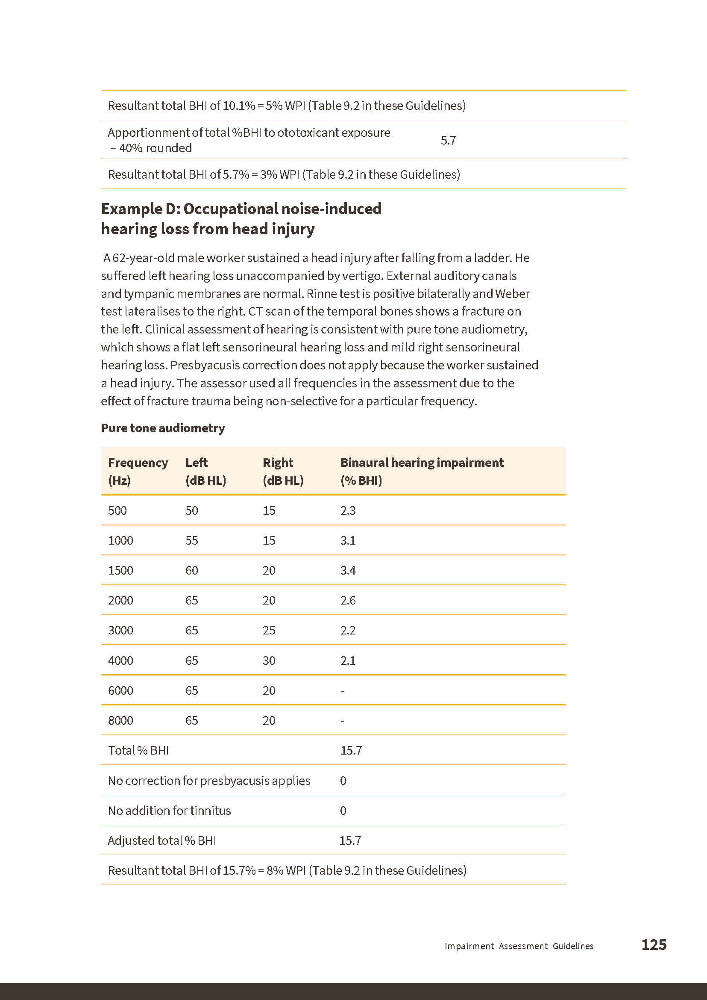 Resultant total BHI of 10.1% = 5% WPI (Table 9.2 in these Guidelines)
Apportionment of total %BHI to ototoxicant exposure
– 40% rounded
5.7
Resultant total BHI of 5.7% = 3% WPI (Table 9.2 in these Guidelines)
Example D: Occupational noise-induced
hearing loss from head injury
A 62-year-old male worker sustained a head injury after falling from a ladder. He
suffered left hearing loss unaccompanied by vertigo. External auditory canals
and tympanic membranes are normal. Rinne test is positive bilaterally and Weber
test lateralises to the right. CT scan of the temporal bones shows a fracture on
the left. Clinical assessment of hearing is consistent with pure tone audiometry,
which shows a flat left sensorineural hearing loss and mild right sensorineural
hearing loss. Presbyacusis correction does not apply because the worker sustained
a head injury. The assessor used all frequencies in the assessment due to the
effect of fracture trauma being non-selective for a particular frequency.
Pure tone audiometry
Frequency Left Right Binaural hearing impairment
(Hz) (dB HL) (dB HL) (% BHI)
500 50 15 2.3
1000 55 15 3.1
1500 60 20 3.4
2000 65 20 2.6
3000 65 25 2.2
4000 65 30 2.1
6000 65 20 -
8000 65 20 -
Total % BHI 15.7
No correction for presbyacusis applies 0
No addition for tinnitus 0
Adjusted total % BHI 15.7
Resultant total BHI of 15.7% = 8% WPI (Table 9.2 in these Guidelines)
Impairment Assessment Guidelines 125